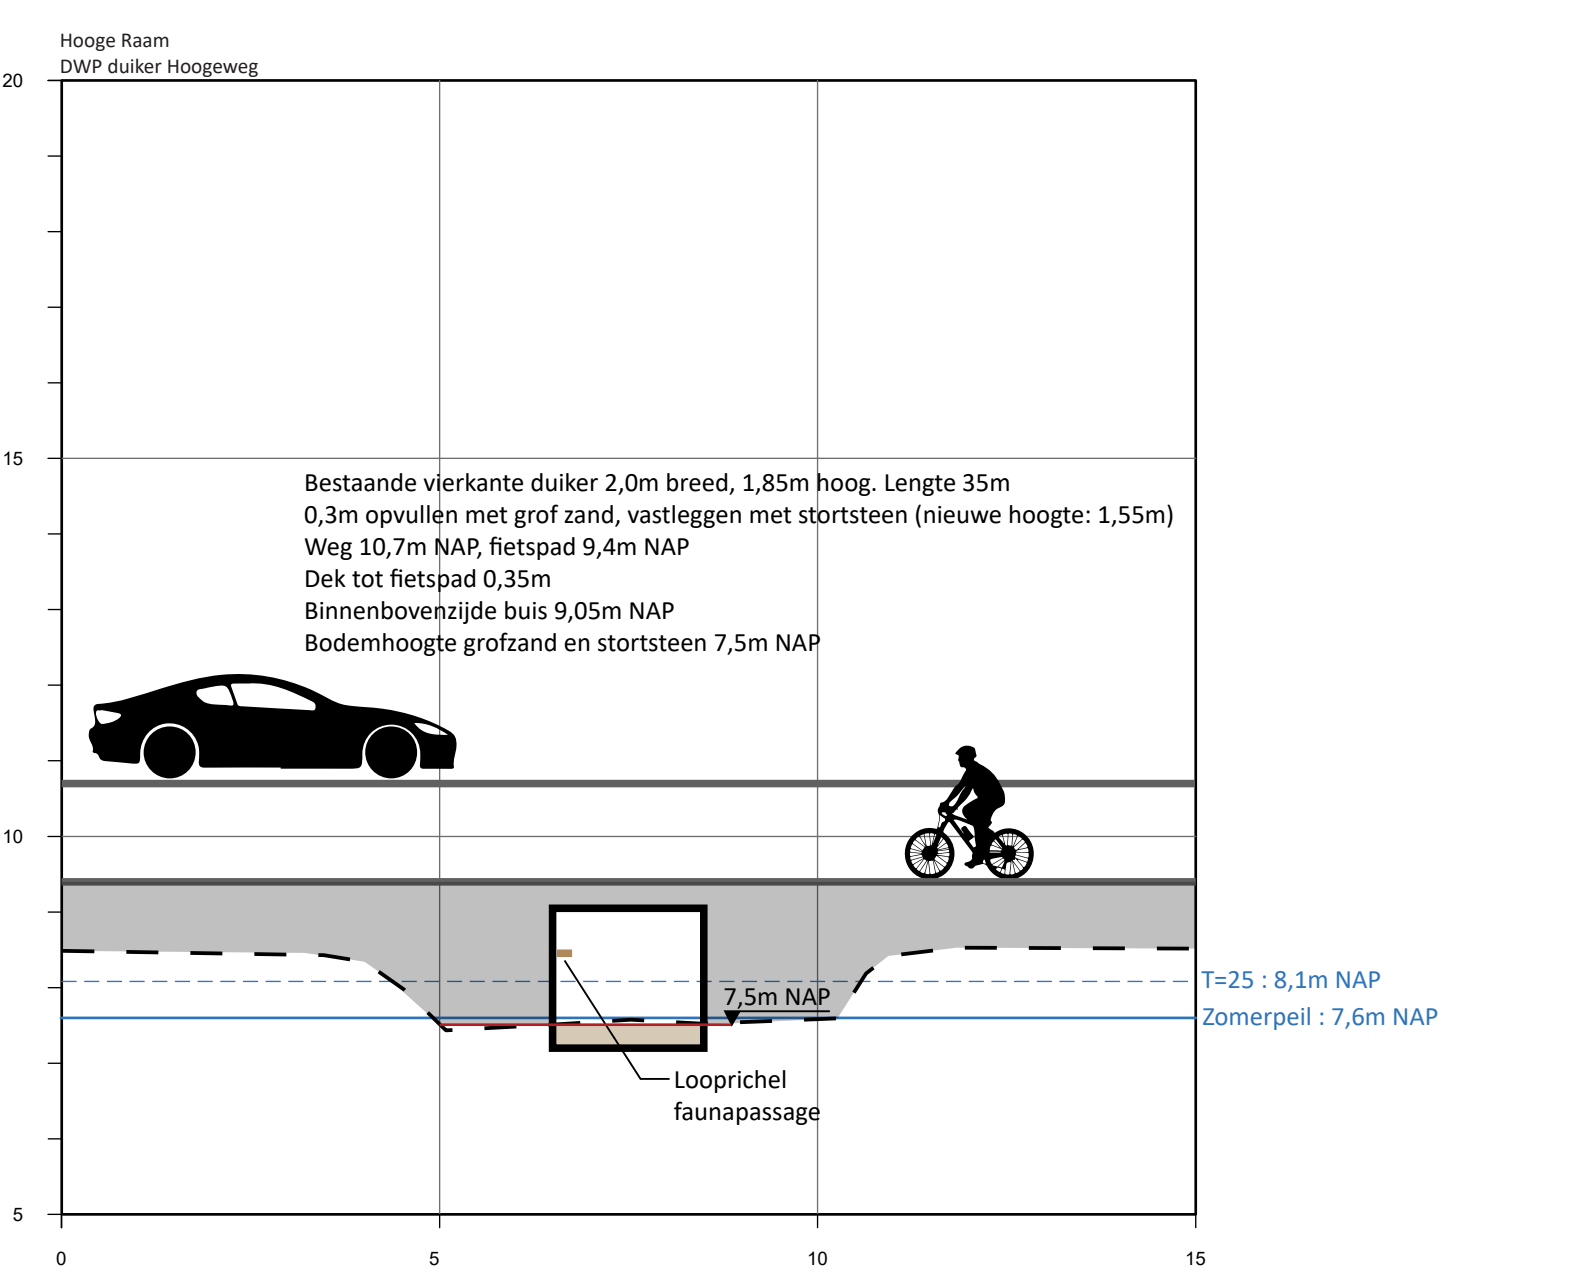 Hooge Raam
DWP duiker Hoogeweg
20
15
Bestaande vierkante duiker 2,0m breed, 1,85m hoog. Lengte 35m
0,3m opvullen met grof zand, vastleggen met stortsteen (nieuwe hoogte: 1,55m)
Weg 10,7m NAP, fietspad 9,4m NAP
Dek tot fietspad 0,35m
Binnenbovenzijde buis 9,05m NAP
Bodemhoogte grofzand en stortsteen 7,5m NAP
10
T=25 : 8,1m NAP
7,5m NAP
Zomerpeil : 7,6m NAP
Looprichel
faunapassage
5
0 5 10 15